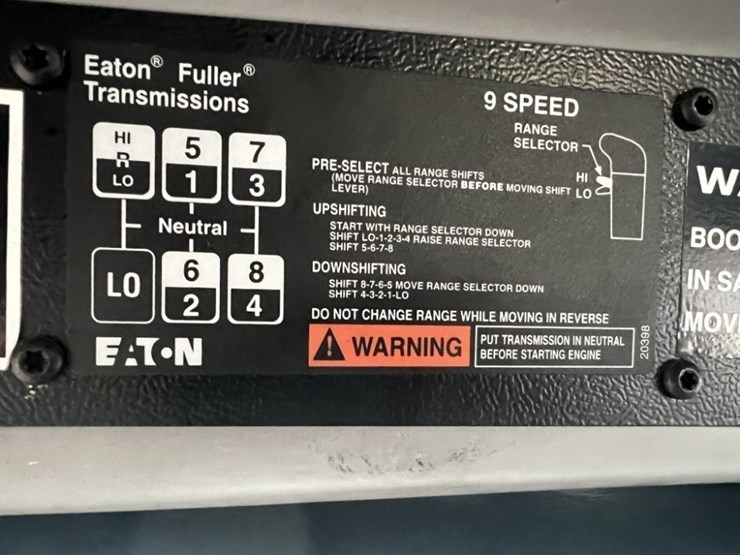 Eaton® Fuller®
Transmissions
HI
R
LO
5
1
7
3
Neutral
LO
6
2
8
4
EATON
9 SPEED
RANGE
SELECTOR
HI
LO
PRE-SELECT ALL RANGE SHIFTS
(MOVE RANGE SELECTOR BEFORE MOVING SHIFT
LEVER)
UPSHIFTING
START WITH RANGE SELECTOR DOWN
SHIFT LO-1-2-3-4 RAISE RANGE SELECTOR
SHIFT 5-6-7-8
DOWNSHIFTING
SHIFT 8-7-6-5 MOVE RANGE SELECTOR DOWN
SHIFT 4-3-2-1-LO
DO NOT CHANGE RANGE WHILE MOVING IN REVERSE
WARNING
PUT TRANSMISSION IN NEUTRAL
BEFORE STARTING ENGINE
20398
BOO
IN SA
MOV